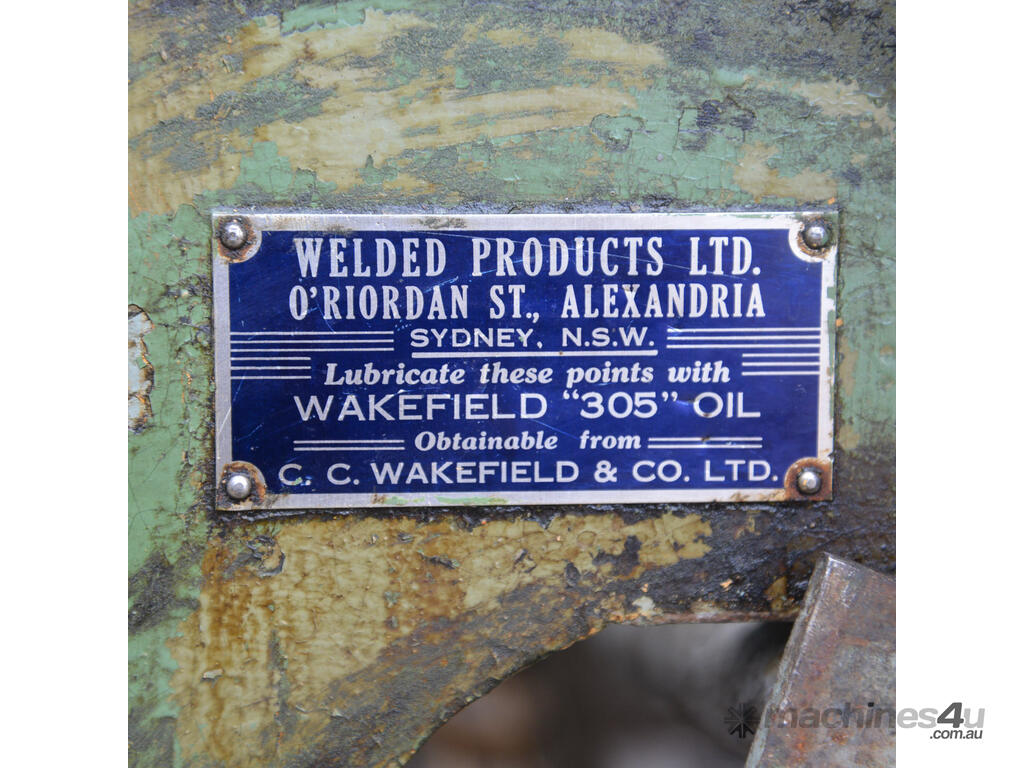 WELDED PRODUCTS LTD.
O'RIORDAN ST., ALEXANDRIA
SYDNEY, N.S.W.
Lubricate these points with
WAKEFIELD "305" OIL
Obtainable from
C. C. WAKEFIELD & CO. LTD.
machines4u
.com.au